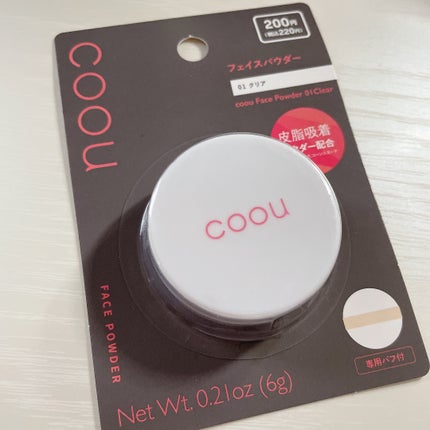 200円
(税込220円)
coou
フェイスパウダー
01 クリア
coou Face Powder 01Clear
皮脂吸着
ダー配合
coou
FACE POWDER
専用パフ付
Net Wt. 0.21oz (6g)